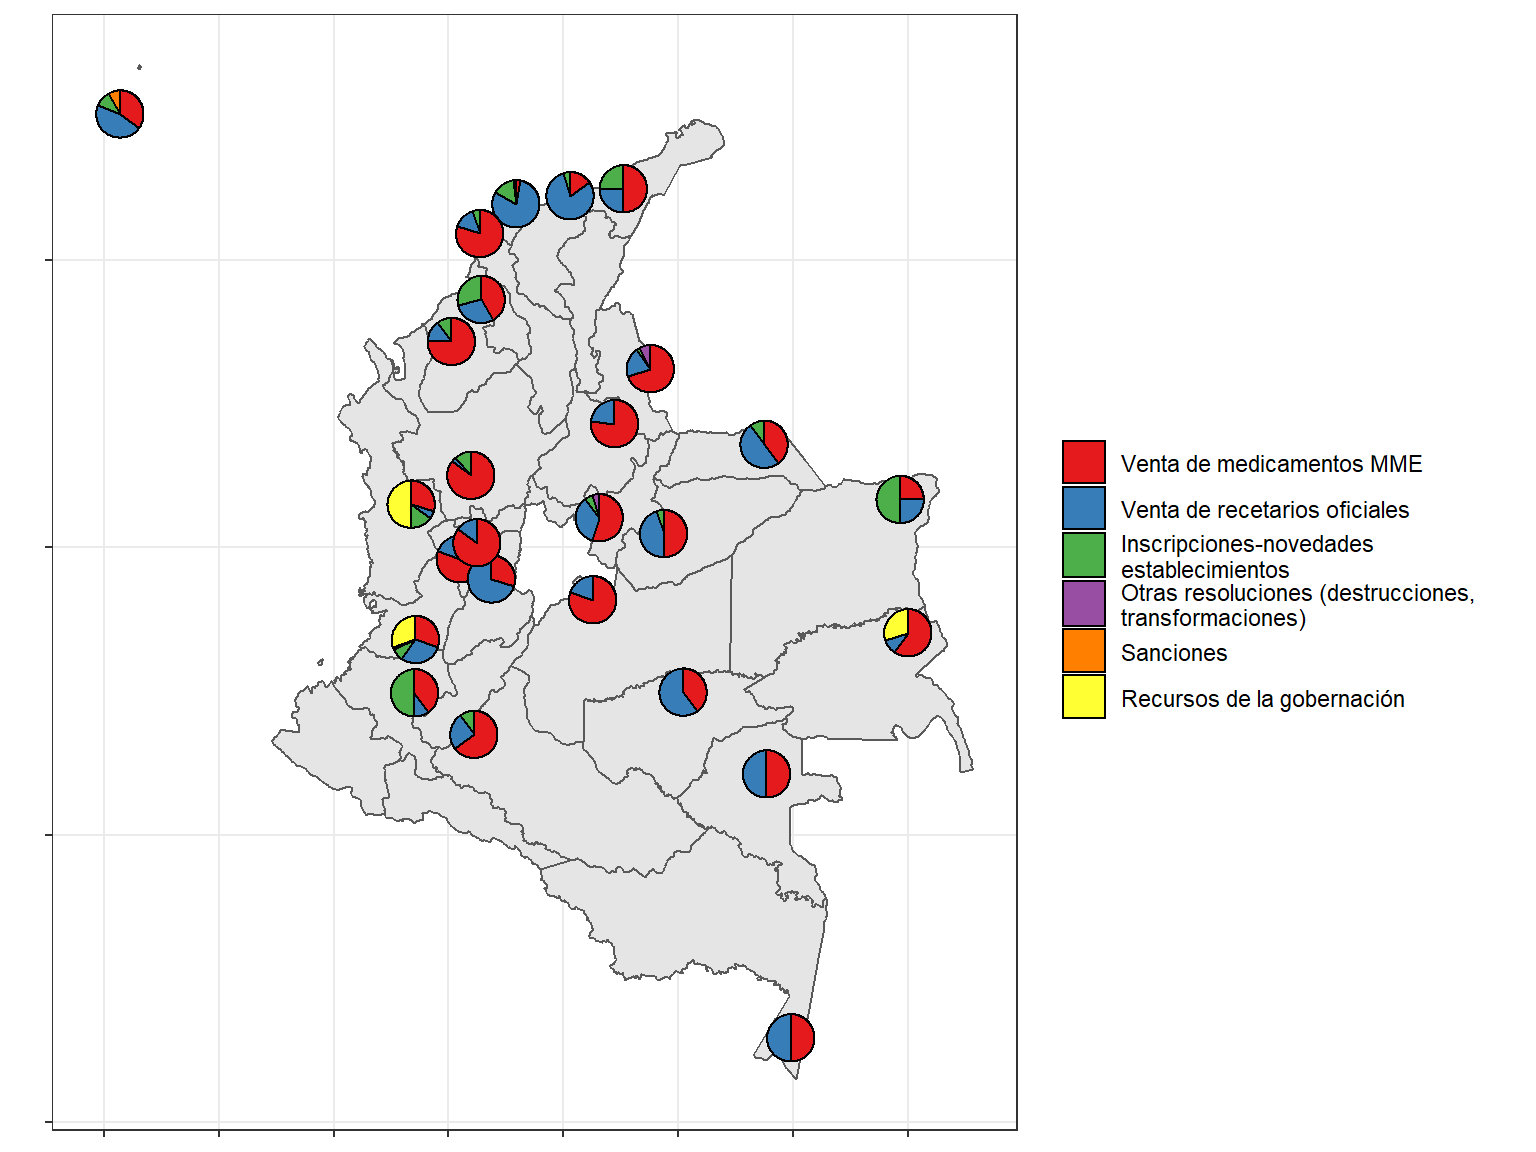 Venta de medicamentos MME
Venta de recetarios oficiales
Inscripciones-novedades
establecimientos
Otras resoluciones (destrucciones,
transformaciones)
Sanciones
Recursos de la gobernación